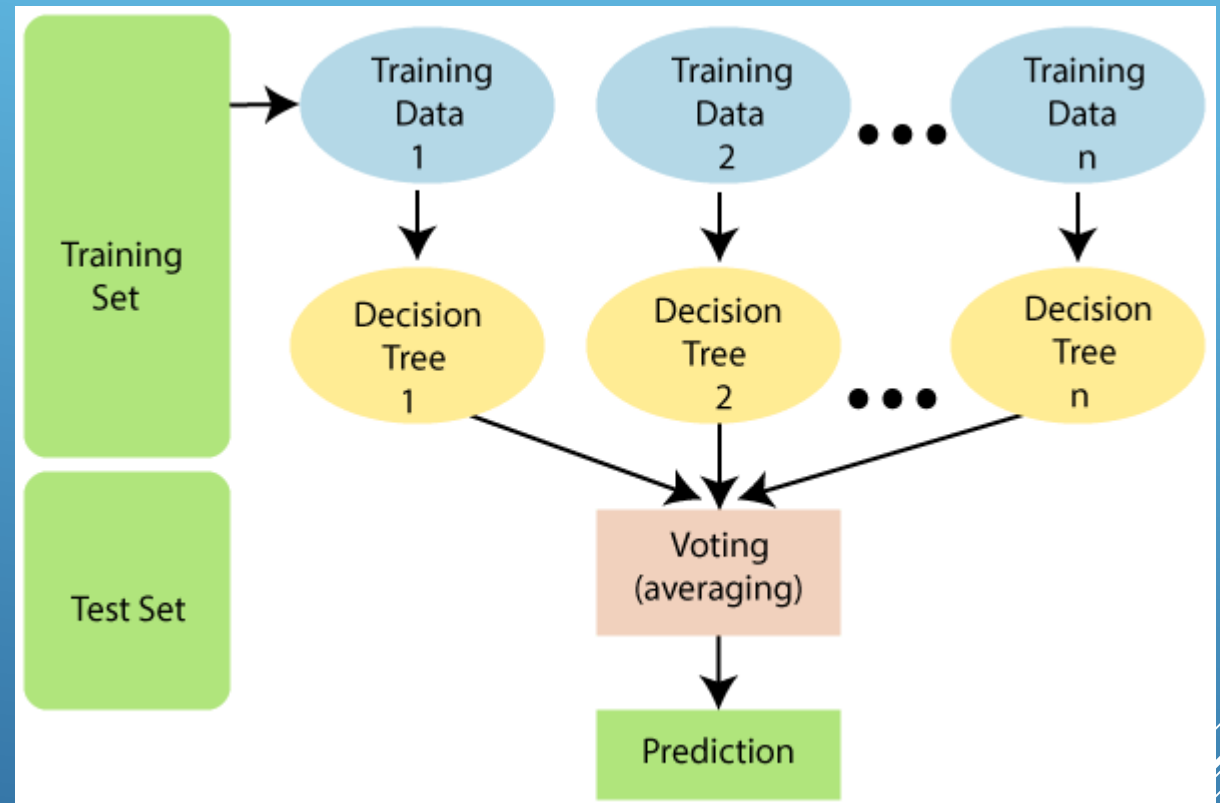 Training
Set
Test Set
Training
Data
1
Training
Data
2
Training
Data
n
Decision
Tree
1
Decision
Tree
2
Decision
Tree
n
Voting
(averaging)
Prediction